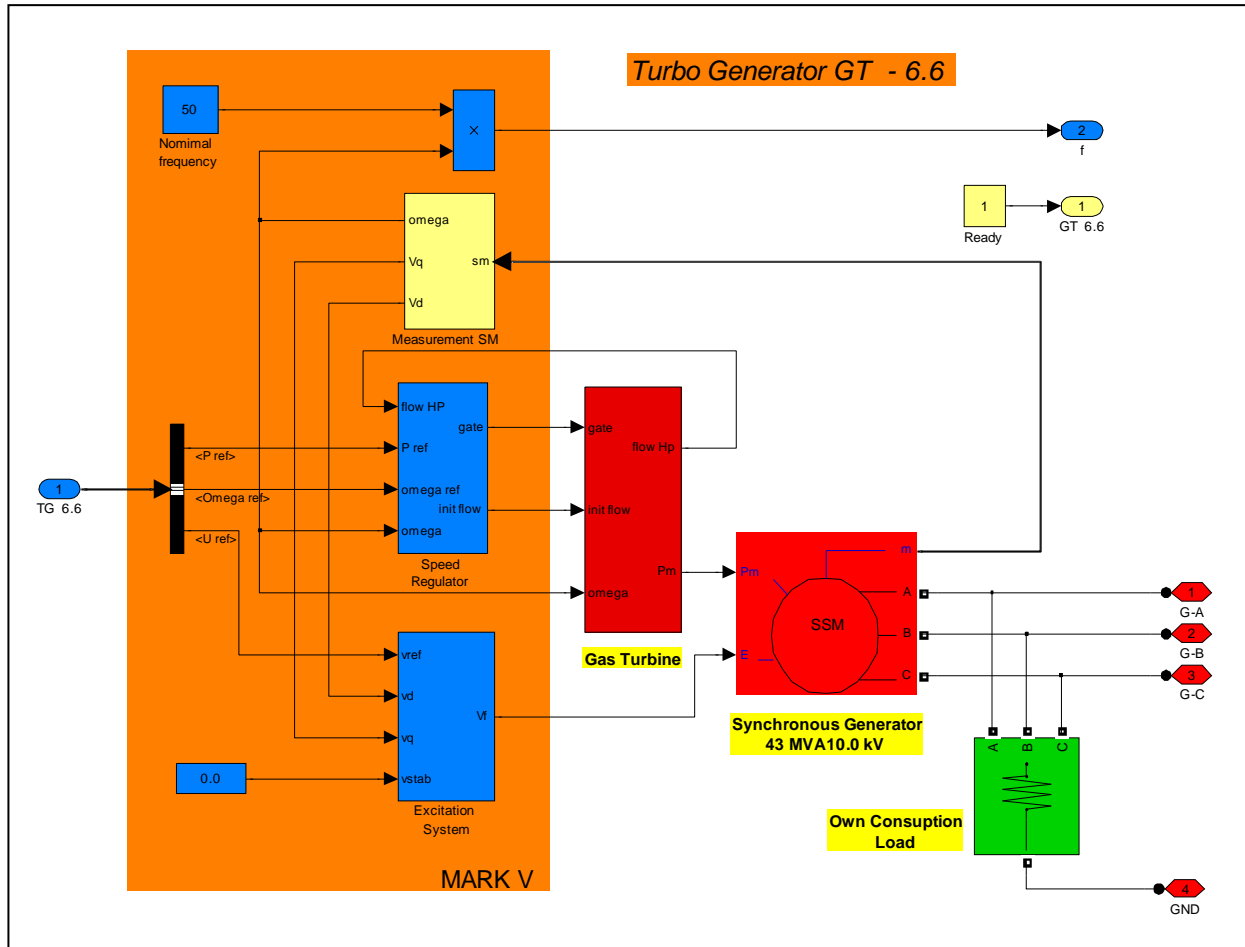 Turbo Generator GT - 6.6
50
Nomimal
frequency
X
2
f
1
Ready
1
GT 6.6
omega
Vq
Vd
sm
Measurement SM
flow HP
P ref
omega ref
omega
gate
init flow
Speed
Regulator
gate
init flow
omega
flow Hp
Pm
Gas Turbine
1
TG 6.6
<P ref>
<Omega ref>
<U ref>
vref
vd
vq
vstab
Vf
Excitation
System
0.0
MARK V
Pm
E
SSM
m
A
B
C
Synchronous Generator
43 MVA10.0 kV
1
G-A
2
G-B
3
G-C
A
B
C
Own Consuption
Load
4
GND